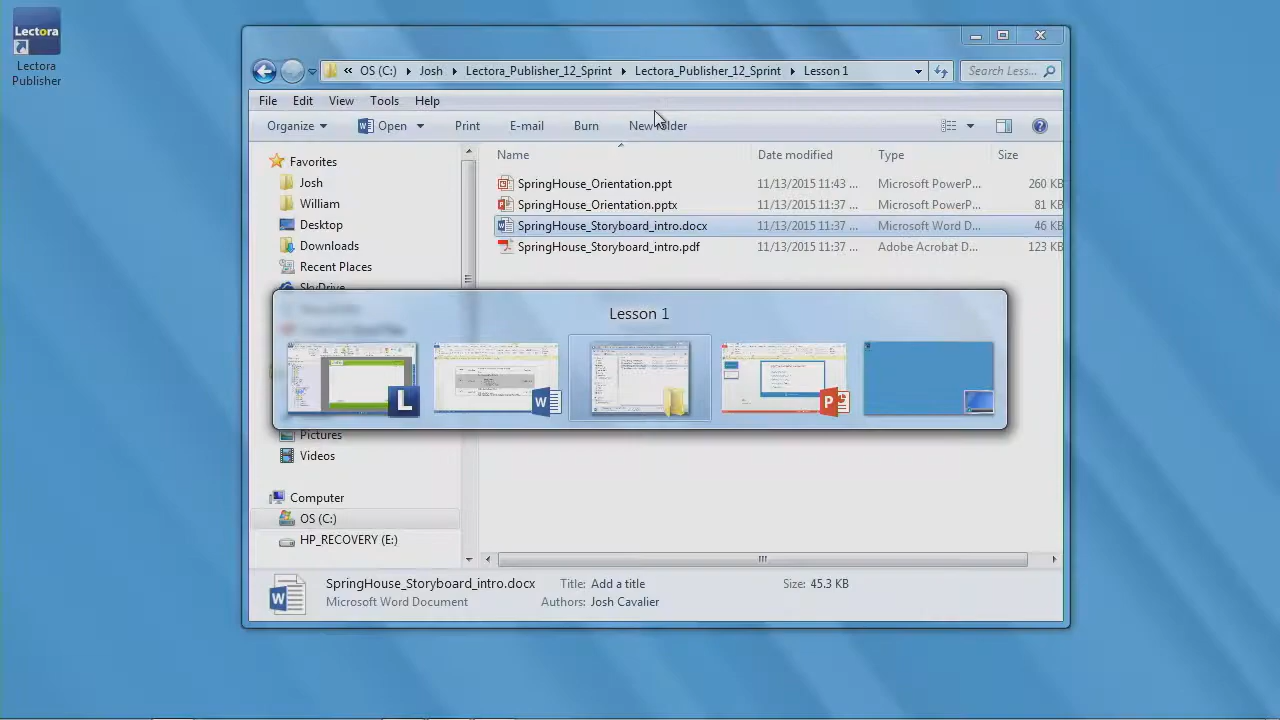 Lectora
Lectora
Publisher
« OS (C:) Josh Lectora_Publisher_12_Sprint Lectora_Publisher_12_Sprint Lesson 1
Search Less...
File Edit View Tools Help
Organize Open Print E-mail Burn New folder
Favorites
Josh
William
Desktop
Downloads
Recent Places
SkyDrive
Pictures
Videos
Computer
OS (C:)
HP_RECOVERY (E:)
Name Date modified Type Size
SpringHouse_Orientation.ppt 11/13/2015 11:43 ... Microsoft PowerP... 260 KB
SpringHouse_Orientation.pptx 11/13/2015 11:37 ... Microsoft PowerP... 81 KB
SpringHouse_Storyboard_intro.docx 11/13/2015 11:37 ... Microsoft Word D... 46 KB
SpringHouse_Storyboard_intro.pdf 11/13/2015 11:37 ... Adobe Acrobat D... 123 KB
Lesson 1
SpringHouse_Storyboard_intro.docx Title: Add a title Size: 45.3 KB
Microsoft Word Document Authors: Josh Cavalier